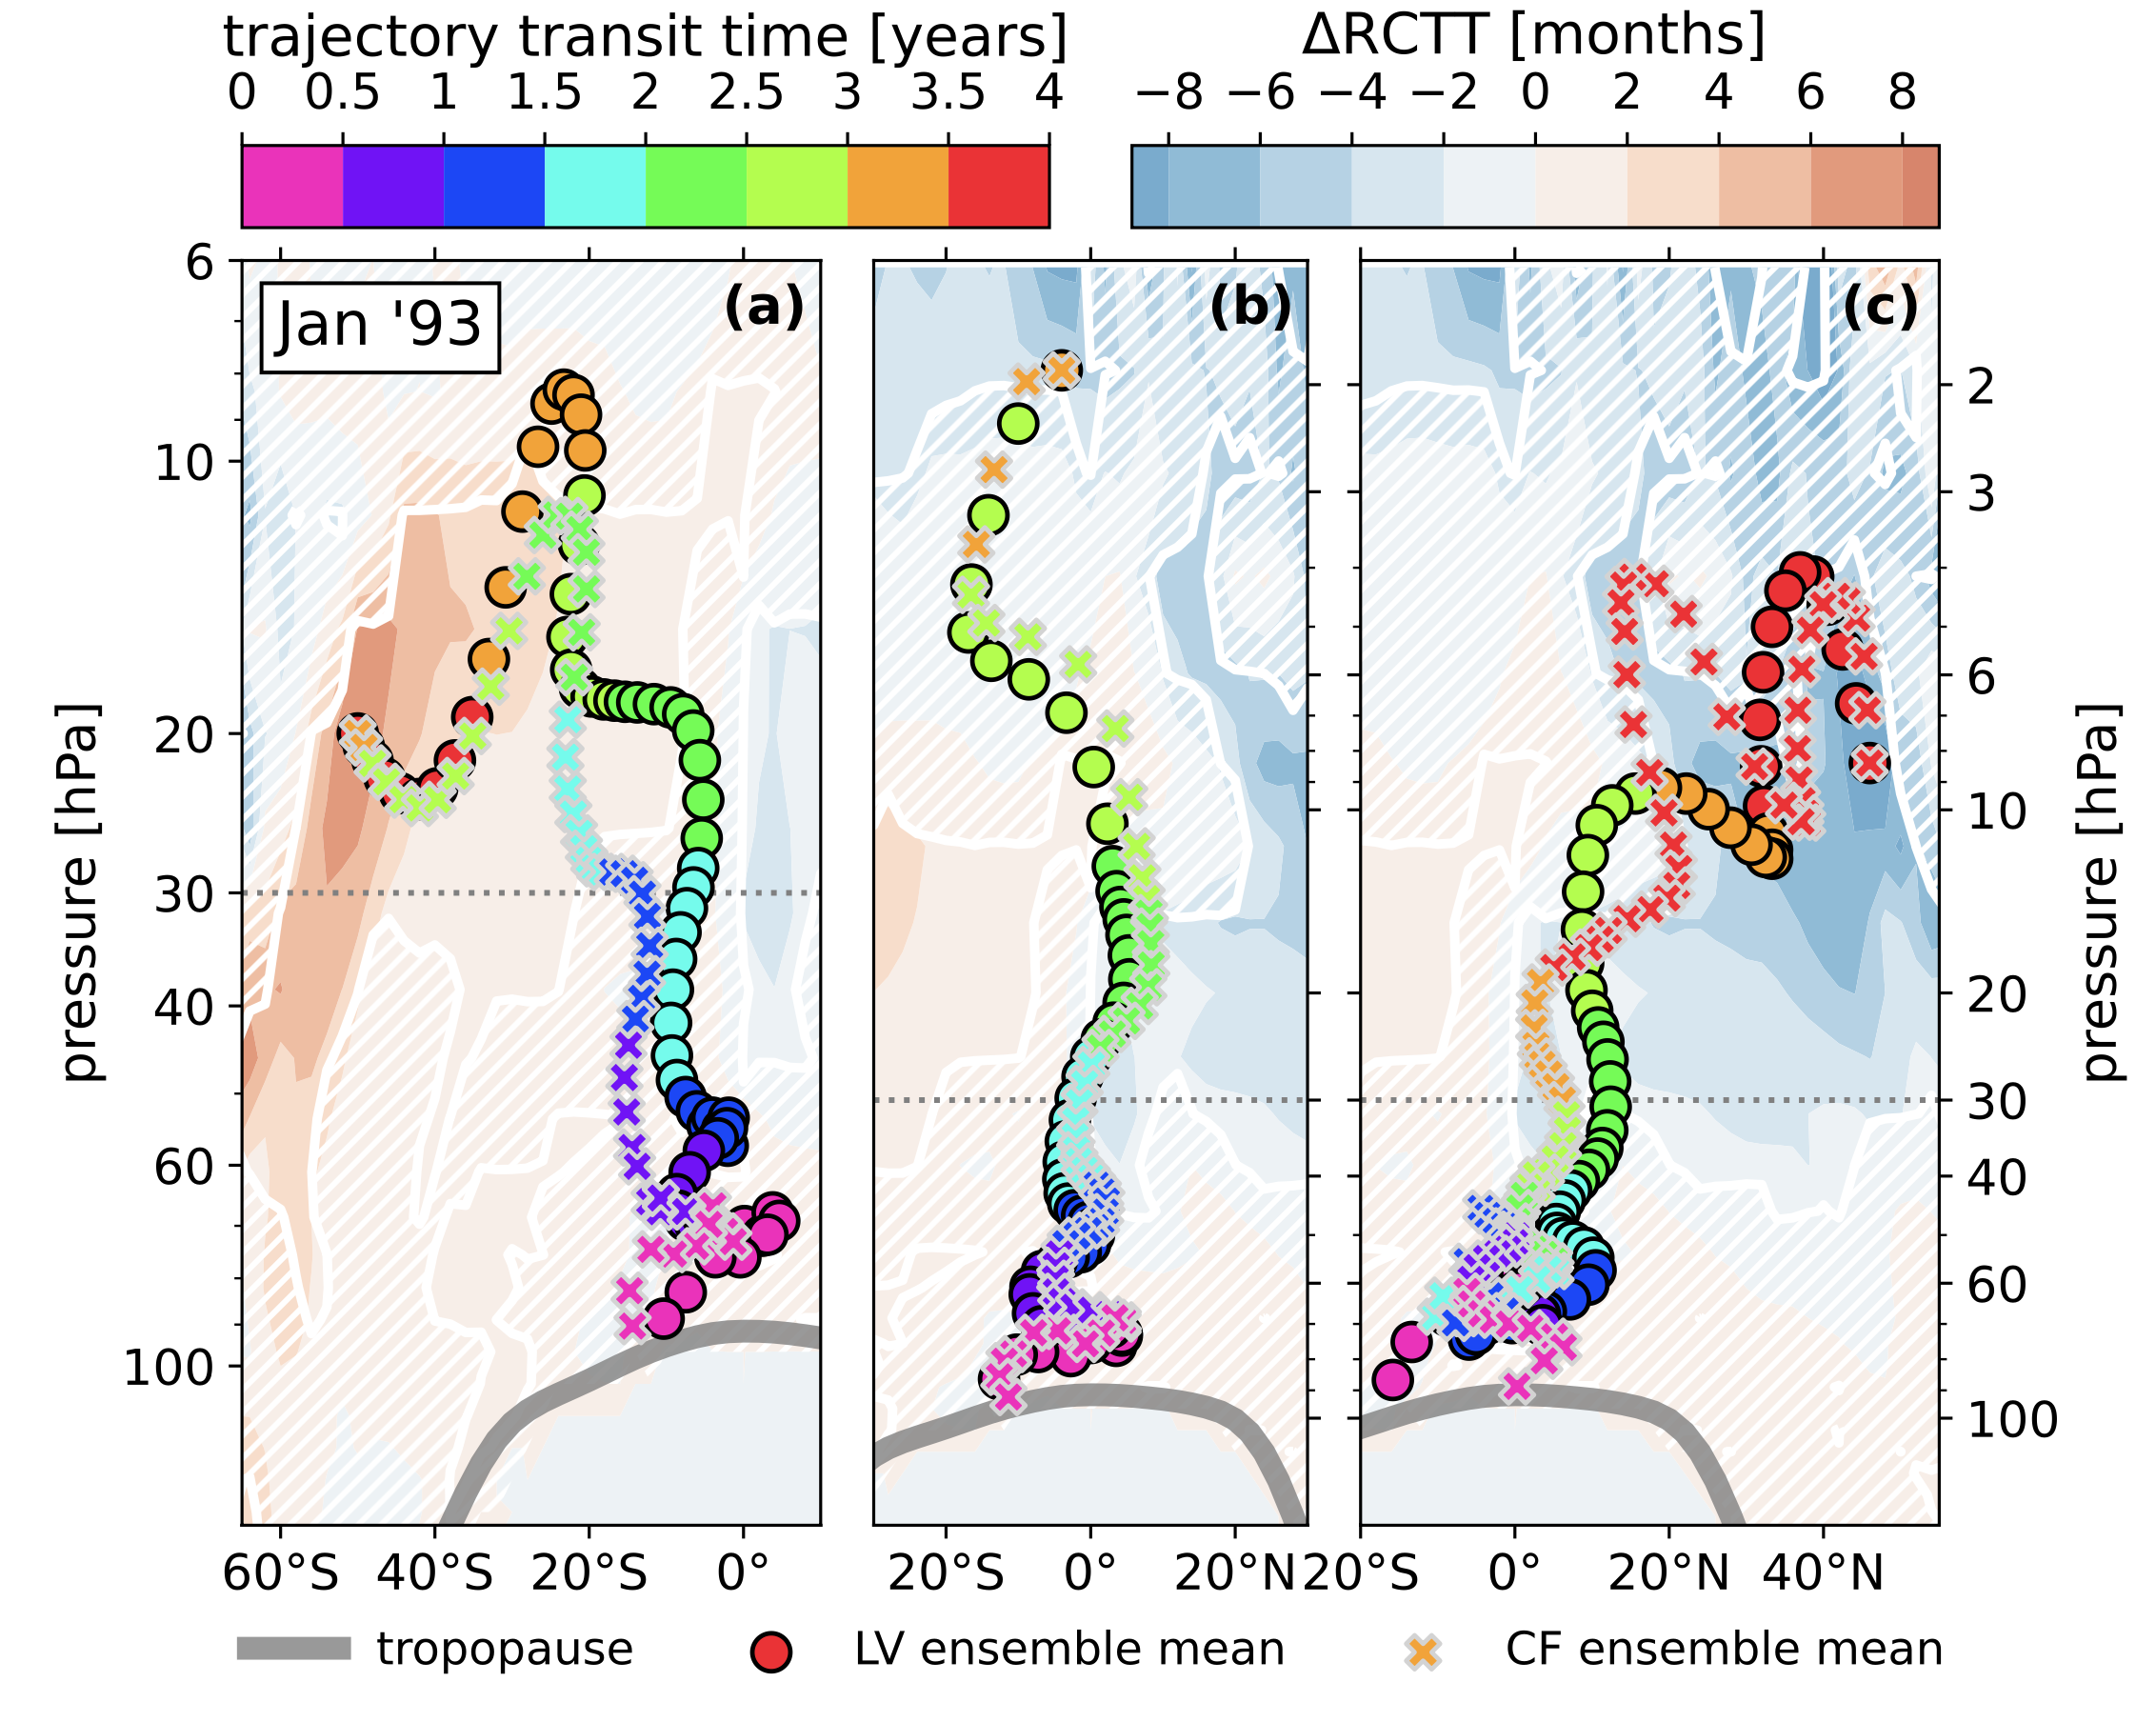 trajectory transit time [years]
0 0.5 1 1.5 2 2.5 3 3.5 4
ΔRCTT [months]
−8 −6 −4 −2 0 2 4 6 8
Jan '93
(a)
(b)
(c)
pressure [hPa]
6
10
20
30
40
60
100
2
3
6
10
20
30
40
60
100
pressure [hPa]
60°S 40°S 20°S 0°
20°S 0° 20°N
20°S 0° 20°N 40°N
tropopause
LV ensemble mean
CF ensemble mean